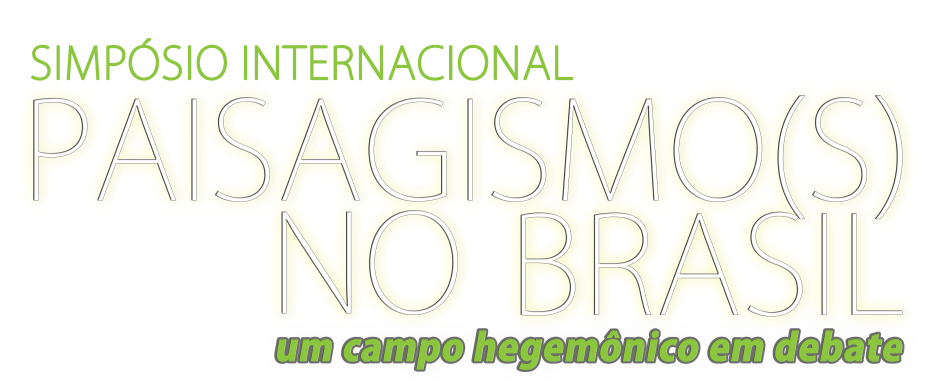 SIMPÓSIO INTERNACIONAL
PAISAGISMO(S)
NO BRASIL
um campo hegemônico em debate